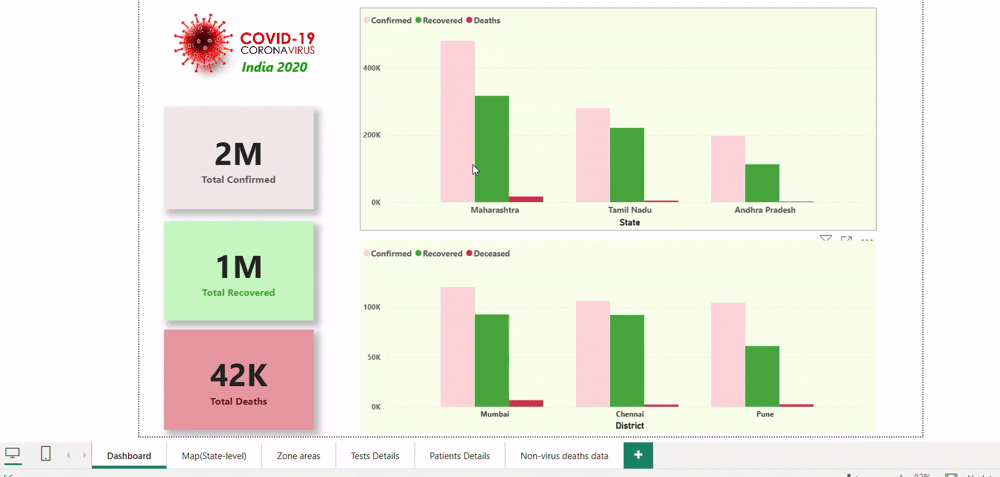 COVID-19
CORONAVIRUS
India 2020
2M
Total Confirmed
1M
Total Recovered
42K
Total Deaths
Confirmed Recovered Deaths
400K
200K
0K
Maharashtra Tamil Nadu Andhra Pradesh
State
Confirmed Recovered Deceased
100K
50K
0K
Mumbai Chennai Pune
District
Dashboard Map(State-level) Zone areas Tests Details Patients Details Non-virus deaths data +